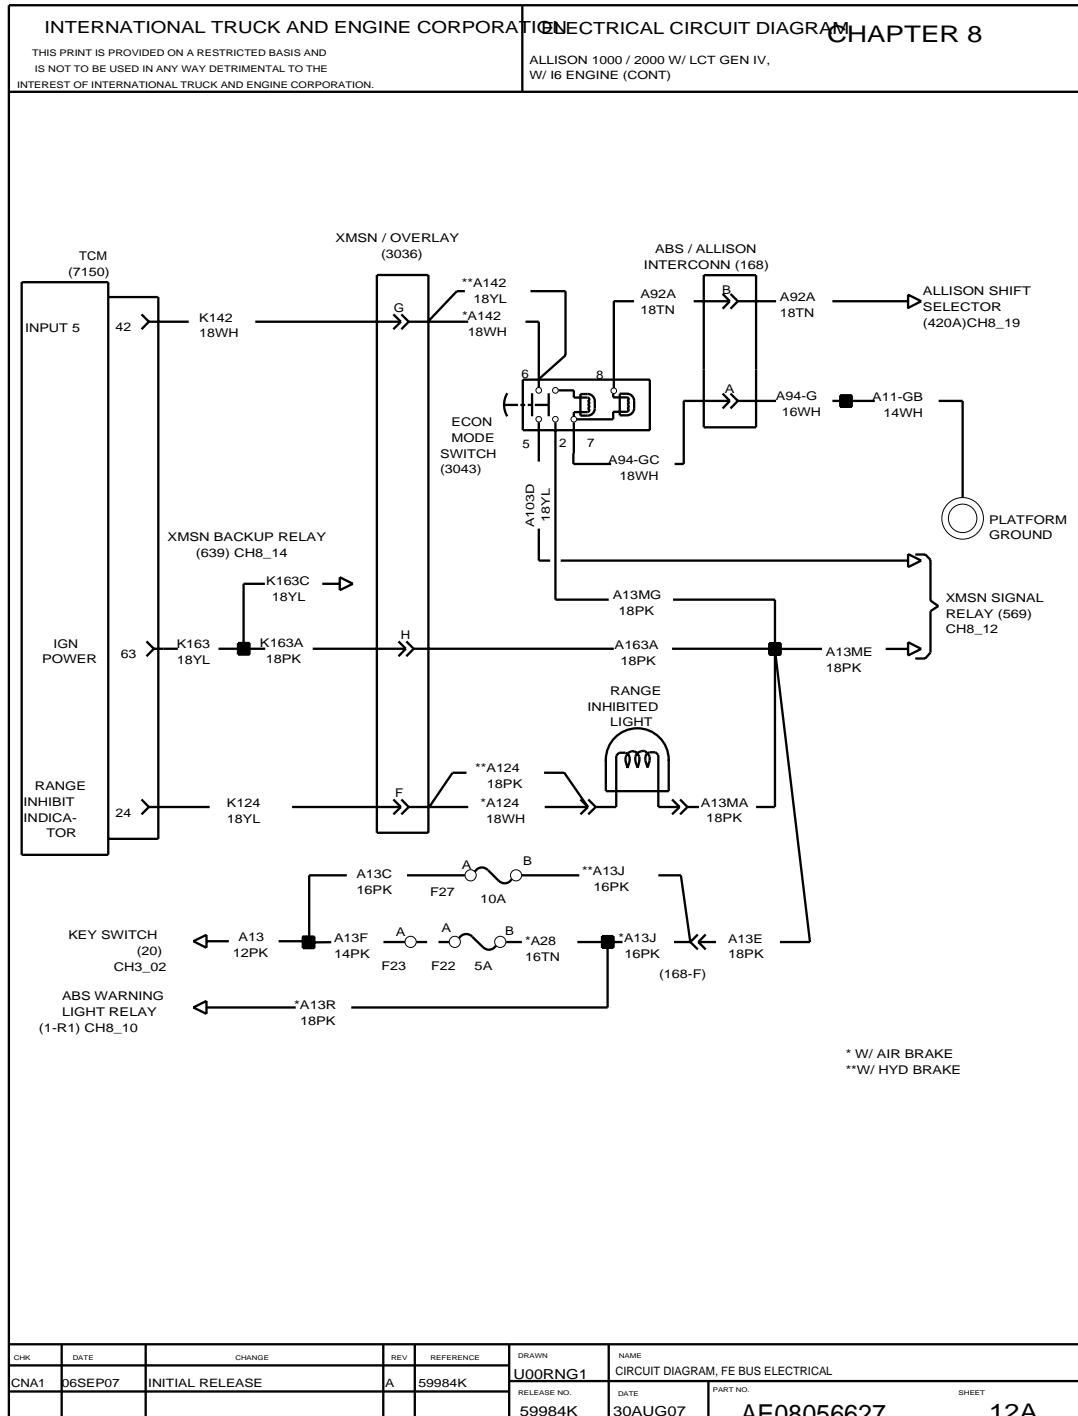 INTERNATIONAL TRUCK AND ENGINE CORPORATION
ELECTRICAL CIRCUIT DIAGRAM
CHAPTER 8
THIS PRINT IS PROVIDED ON A RESTRICTED BASIS AND
IS NOT TO BE USED IN ANY WAY DETRIMENTAL TO THE
INTEREST OF INTERNATIONAL TRUCK AND ENGINE CORPORATION.
ALLISON 1000 / 2000 W/ LCT GEN IV,
W/ I6 ENGINE (CONT)
TCM
(7150)
XMSN / OVERLAY
(3036)
ABS / ALLISON
INTERCONN (168)
INPUT 5
42
K142
18WH
G
**A142
18YL
*A142
18WH
A92A
18TN
B
A92A
18TN
ALLISON SHIFT
SELECTOR
(420A)CH8_19
6
8
A
A94-G
16WH
A11-GB
14WH
ECON
MODE
SWITCH
(3043)
5
2
7
A94-GC
18WH
A103D
18YL
PLATFORM
GROUND
XMSN BACKUP RELAY
(639) CH8_14
K163C
18YL
A13MG
18PK
XMSN SIGNAL
RELAY (569)
CH8_12
IGN
POWER
63
K163
18YL
K163A
18PK
H
A163A
18PK
A13ME
18PK
RANGE
INHIBITED
LIGHT
RANGE
INHIBIT
INDICA-
TOR
24
K124
18YL
F
**A124
18PK
*A124
18WH
A13MA
18PK
A13C
16PK
A
B
F27
10A
**A13J
16PK
KEY SWITCH
(20)
CH3_02
A13
12PK
A13F
14PK
A
F23
A
B
F22
5A
*A28
16TN
*A13J
16PK
(168-F)
A13E
18PK
ABS WARNING
LIGHT RELAY
(1-R1) CH8_10
*A13R
18PK
* W/ AIR BRAKE
**W/ HYD BRAKE
CHK
DATE
CHANGE
REV
REFERENCE
DRAWN
NAME
CNA1
06SEP07
INITIAL RELEASE
A
59984K
U00RNG1
CIRCUIT DIAGRAM, FE BUS ELECTRICAL
RELEASE NO.
DATE
PART NO.
SHEET
59984K
30AUG07
AE08056627
12A